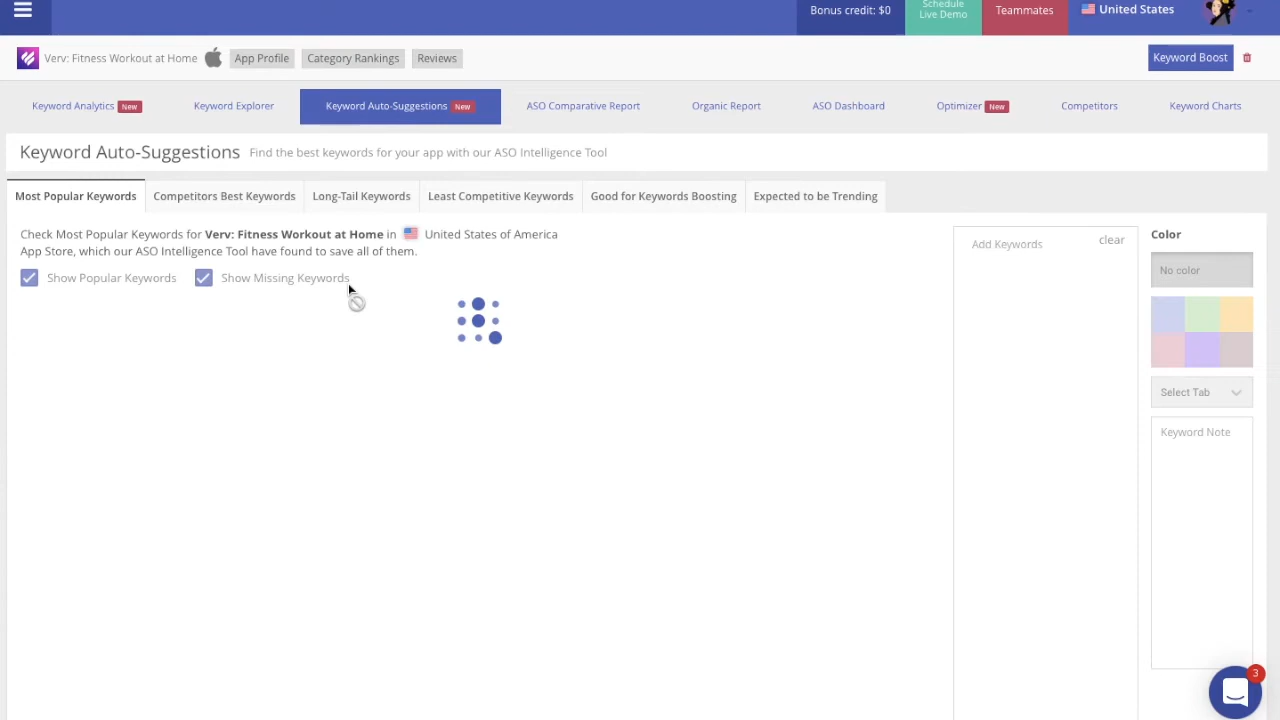 Bonus credit: $0
Schedule
Live Demo
Teammates
United States
Verv: Fitness Workout at Home
App Profile
Category Rankings
Reviews
Keyword Boost
Keyword Analytics New
Keyword Explorer
Keyword Auto-Suggestions New
ASO Comparative Report
Organic Report
ASO Dashboard
Optimizer New
Competitors
Keyword Charts
Keyword Auto-Suggestions Find the best keywords for your app with our ASO Intelligence Tool
Most Popular Keywords
Competitors Best Keywords
Long-Tail Keywords
Least Competitive Keywords
Good for Keywords Boosting
Expected to be Trending
Check Most Popular Keywords for Verv: Fitness Workout at Home in United States of America
App Store, which our ASO Intelligence Tool have found to save all of them.
Show Popular Keywords
Show Missing Keywords
Add Keywords
clear
Color
No color
Select Tab
Keyword Note
3